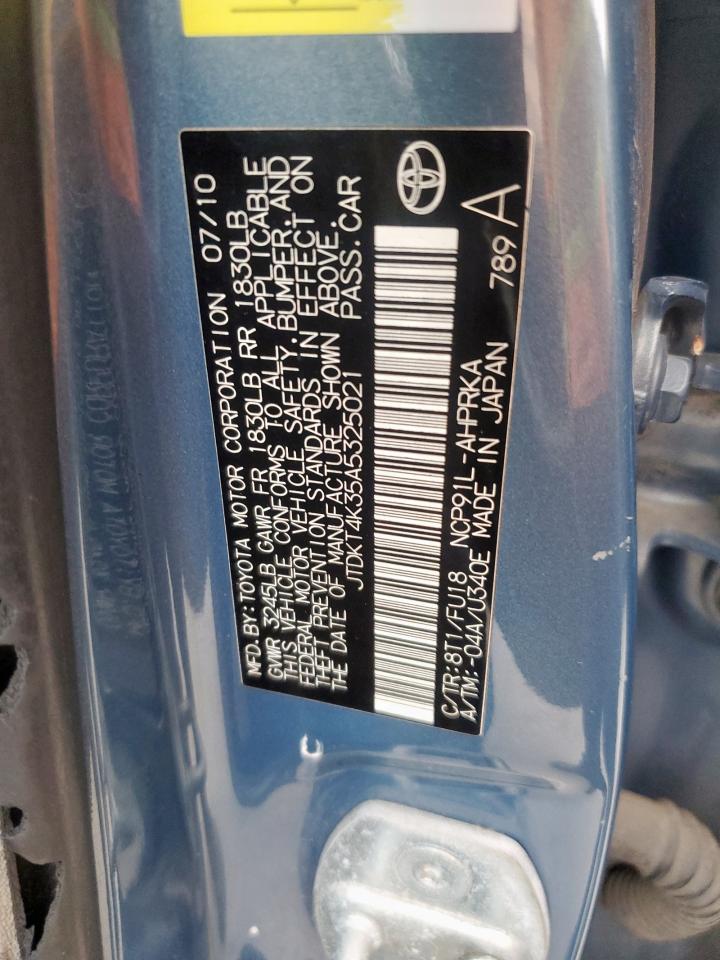 MFD.BY:TOYOTA MOTOR CORPORATION 07/10
GVWR 3245LB GAWR FR 1830LB RR 1830LB
THIS VEHICLE CONFORMS TO ALL APPLICABLE
FEDERAL MOTOR VEHICLE SAFETY,BUMPER,AND
THEFT PREVENTION STANDARDS IN EFFECT ON
THE DATE OF MANUFACTURE SHOWN ABOVE.
JTDKT4K35A5325021 PASS.CAR
C/TR:8T1/FU18 NCP91L-AHPRKA 789A
A/TM:-04A/U340E MADE IN JAPAN